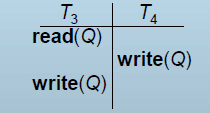 T3 T4
read(Q)
write(Q)
write(Q)